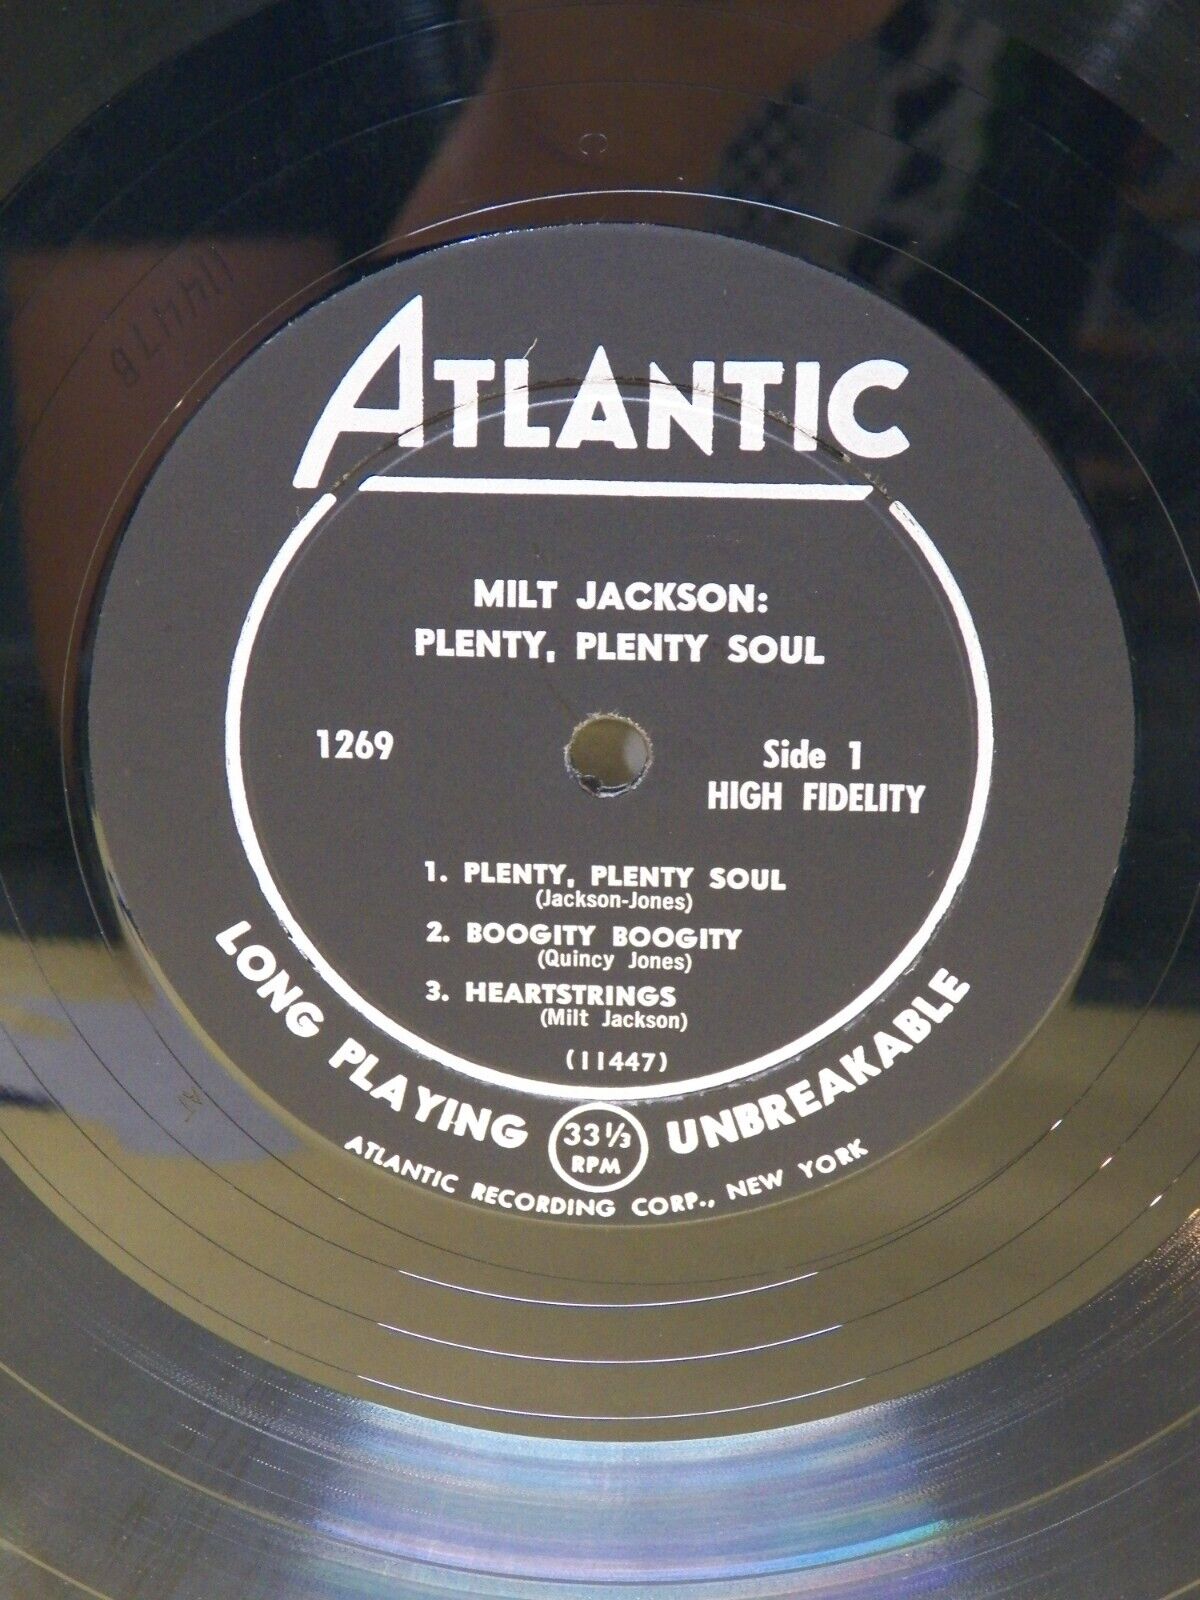 ATLANTIC
MILT JACKSON:
PLENTY, PLENTY SOUL
1269
Side 1
HIGH FIDELITY
1. PLENTY, PLENTY SOUL
(Jackson-Jones)
2. BOOGITY BOOGITY
(Quincy Jones)
3. HEARTSTRINGS
(Milt Jackson)
(11447)
LONG PLAYING 33 1/3 RPM UNBREAKABLE
ATLANTIC RECORDING CORP., NEW YORK
AT